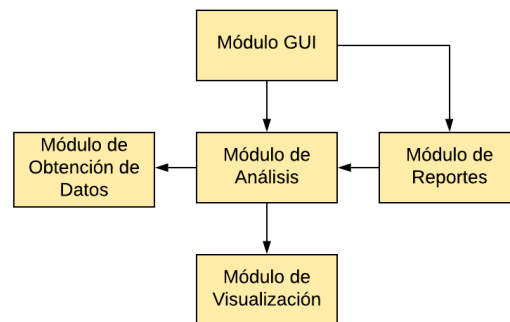 Módulo GUI
Módulo de
Obtención de
Datos
Módulo de
Análisis
Módulo de
Reportes
Módulo de
Visualización